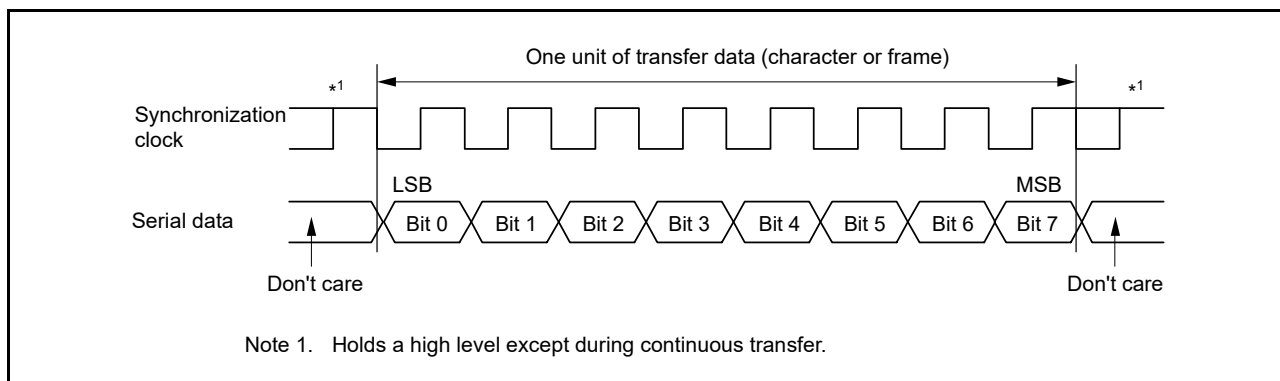 One unit of transfer data (character or frame)
*1
*1
Synchronization
clock
LSB
MSB
Serial data
Bit 0 Bit 1 Bit 2 Bit 3 Bit 4 Bit 5 Bit 6 Bit 7
Don't care
Don't care
Note 1. Holds a high level except during continuous transfer.